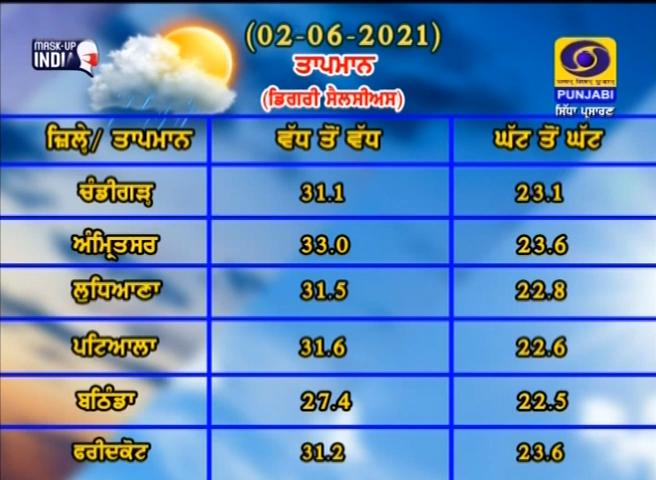 MASK-UP
INDIA
(02-06-2021)
ਤਾਪਮਾਨ
(ਡਿਗਰੀ ਸੈਲਸੀਅਸ)
PUNJABI
ਸਿੱਧਾ ਪ੍ਰਸਾਰਣ
ਜ਼ਿਲ੍ਹੇ/ ਤਾਪਮਾਨ ਵੱਧ ਤੋਂ ਵੱਧ ਘੱਟ ਤੋਂ ਘੱਟ
ਚੰਡੀਗੜ੍ਹ 31.1 23.1
ਅੰਮ੍ਰਿਤਸਰ 33.0 23.6
ਲੁਧਿਆਣਾ 31.5 22.8
ਪਟਿਆਲਾ 31.6 22.6
ਬਠਿੰਡਾ 27.4 22.5
ਫਰੀਦਕੋਟ 31.2 23.6